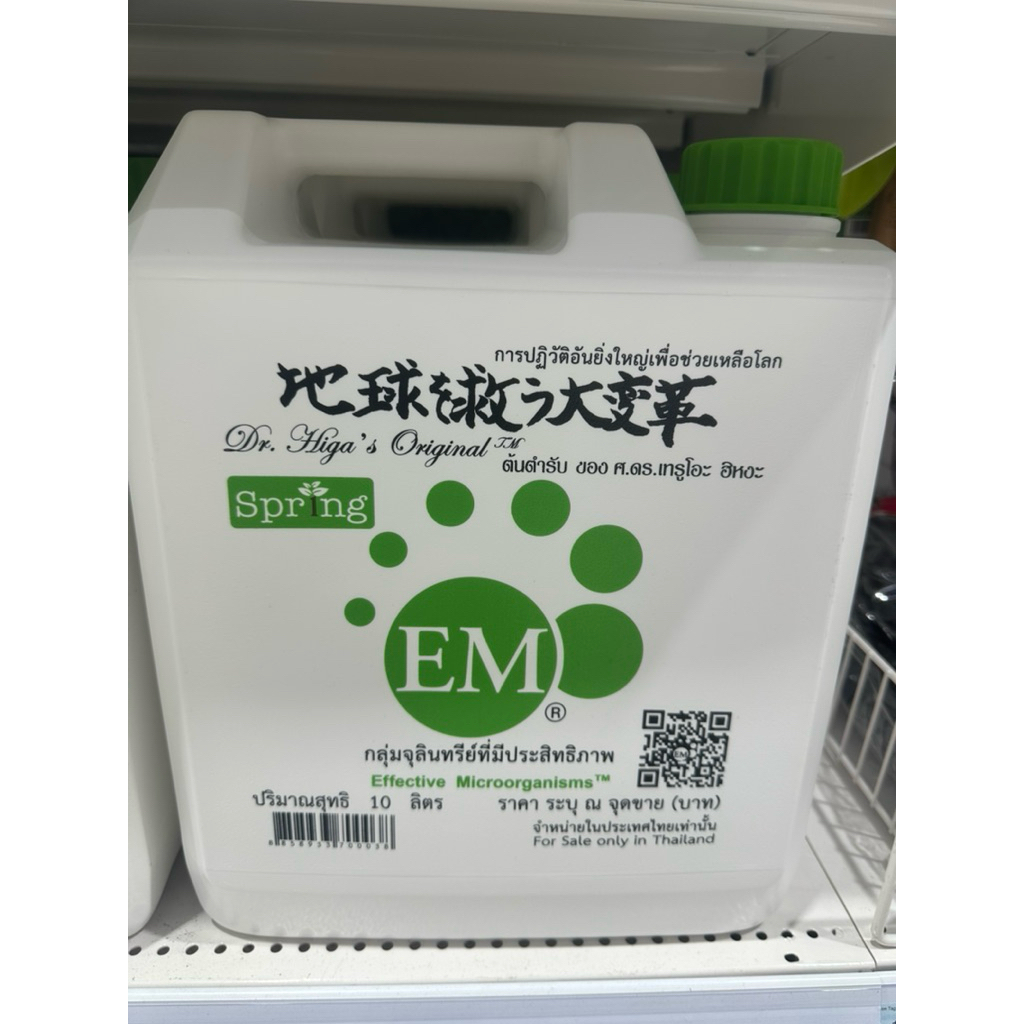 การปฏิวัติอันยิ่งใหญ่เพื่อช่วยเหลือโลก
地球を救う大変革
Dr. Higa's Original™
ต้นตำรับ ของ ศ.ดร.เทรูโอะ ฮิหงะ
Spring
EM®
EM
กลุ่มจุลินทรีย์ที่มีประสิทธิภาพ
Effective Microorganisms™
ปริมาณสุทธิ 10 ลิตร ราคา ระบุ ณ จุดขาย (บาท)
จำหน่ายในประเทศไทยเท่านั้น
For Sale only in Thailand